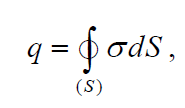 q = ∮ σdS ,
(S)